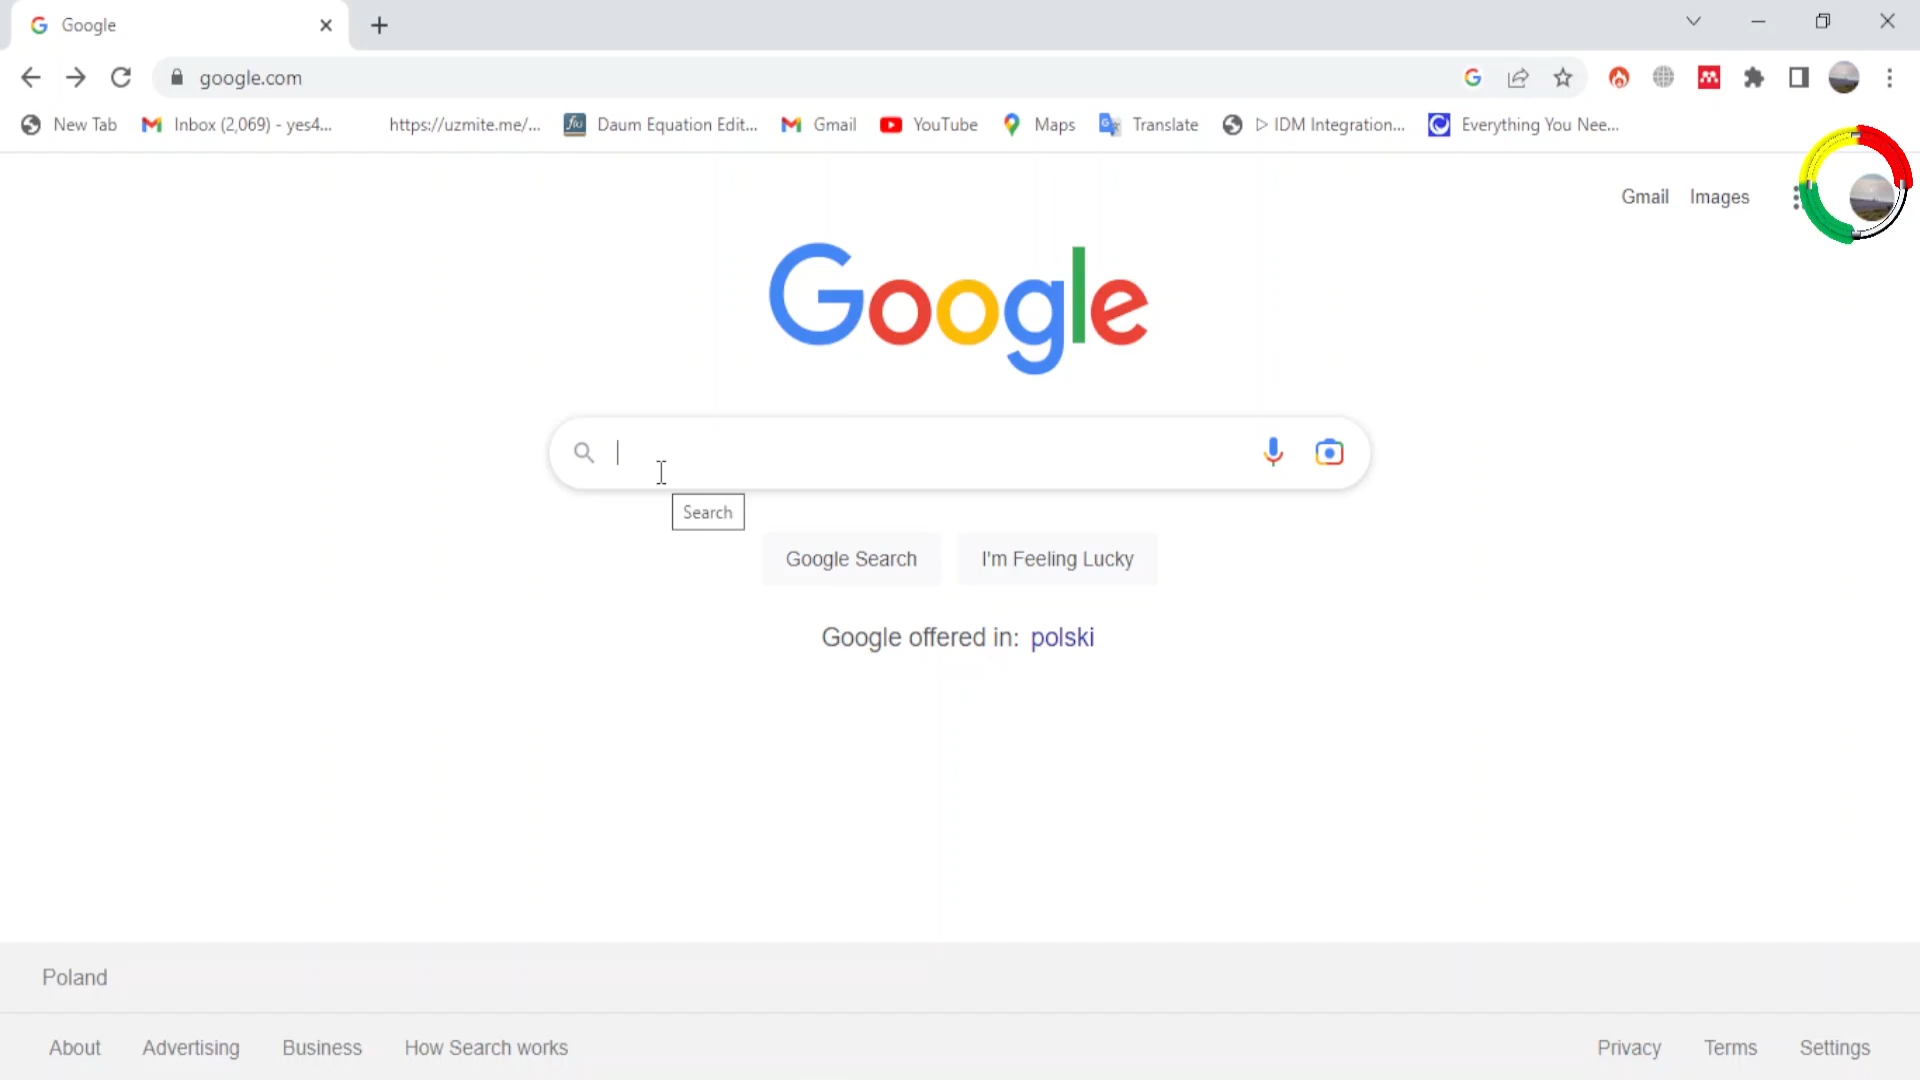 Google
google.com
New Tab Inbox (2,069) - yes4... https://uzmite.me/... Daum Equation Edit... Gmail YouTube Maps Translate ▷ IDM Integration... Everything You Nee...
Gmail Images
Google
Search
Google Search I'm Feeling Lucky
Google offered in: polski
Poland
About Advertising Business How Search works Privacy Terms Settings